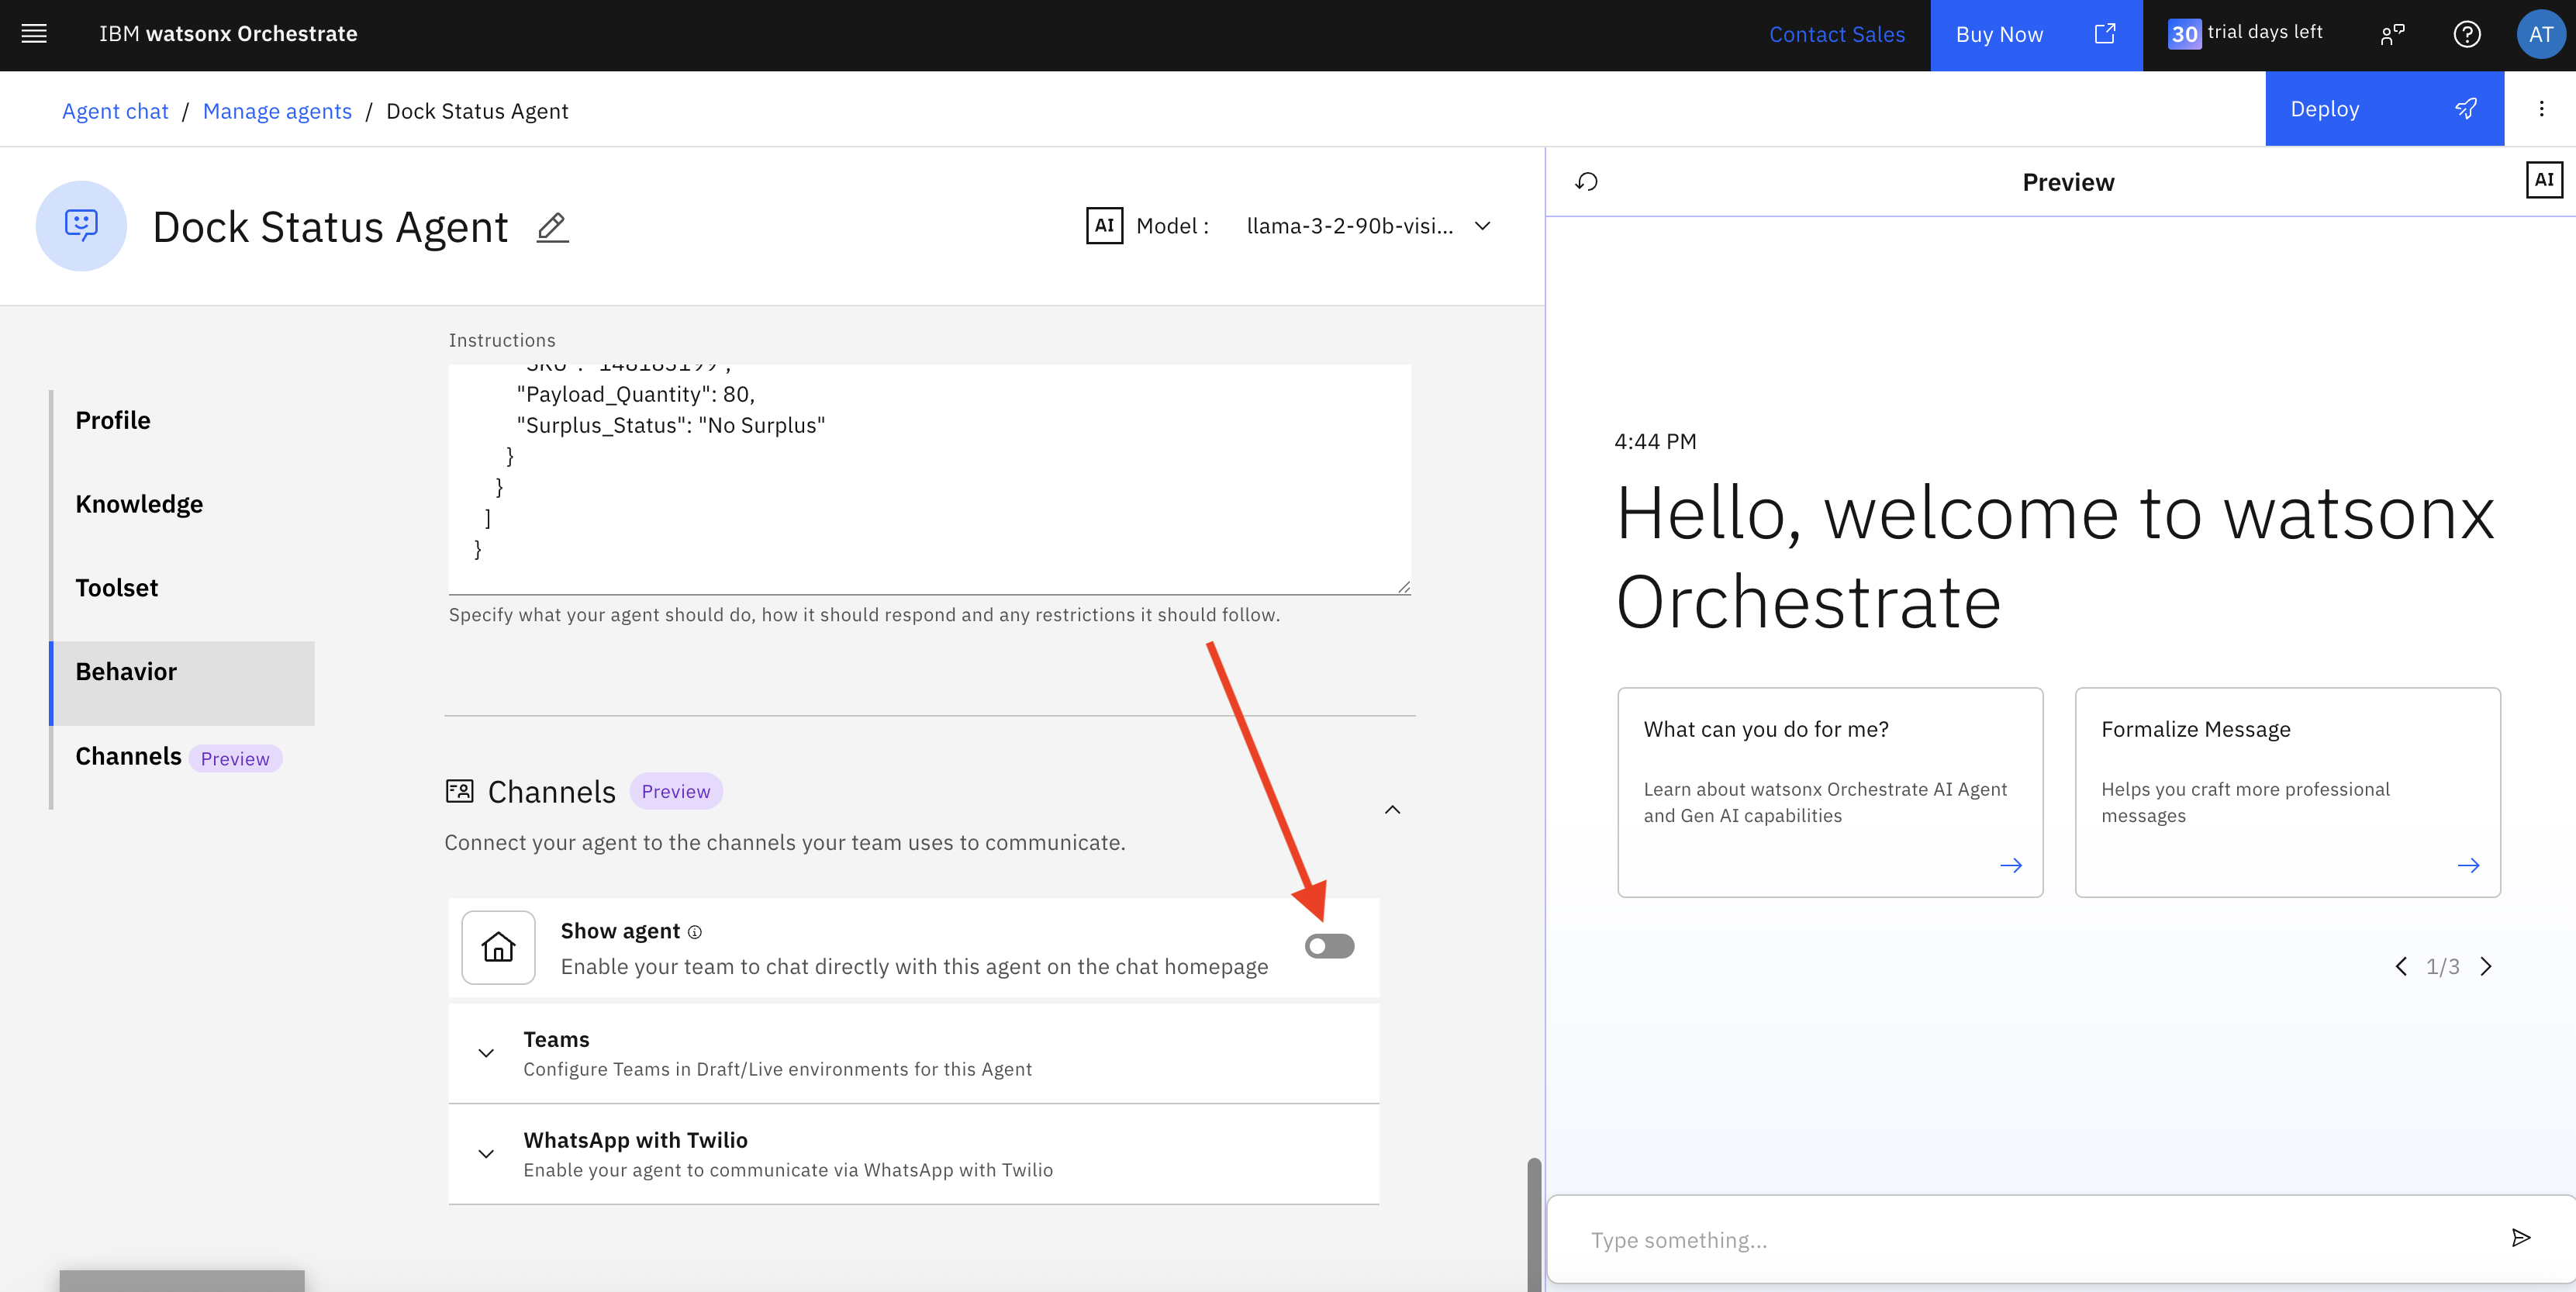 IBM watsonx Orchestrate
Contact Sales
Buy Now
30 trial days left
AT
Agent chat / Manage agents / Dock Status Agent
Deploy
Dock Status Agent
AI Model : llama-3-2-90b-visi...
Preview
AI
Profile
Knowledge
Toolset
Behavior
Channels Preview
Instructions
"Payload_Quantity": 80,
"Surplus_Status": "No Surplus"
}
}
]
}
Specify what your agent should do, how it should respond and any restrictions it should follow.
Channels Preview
Connect your agent to the channels your team uses to communicate.
Show agent
Enable your team to chat directly with this agent on the chat homepage
Teams
Configure Teams in Draft/Live environments for this Agent
WhatsApp with Twilio
Enable your agent to communicate via WhatsApp with Twilio
4:44 PM
Hello, welcome to watsonx
Orchestrate
What can you do for me?
Learn about watsonx Orchestrate AI Agent
and Gen AI capabilities
Formalize Message
Helps you craft more professional
messages
1/3
Type something...